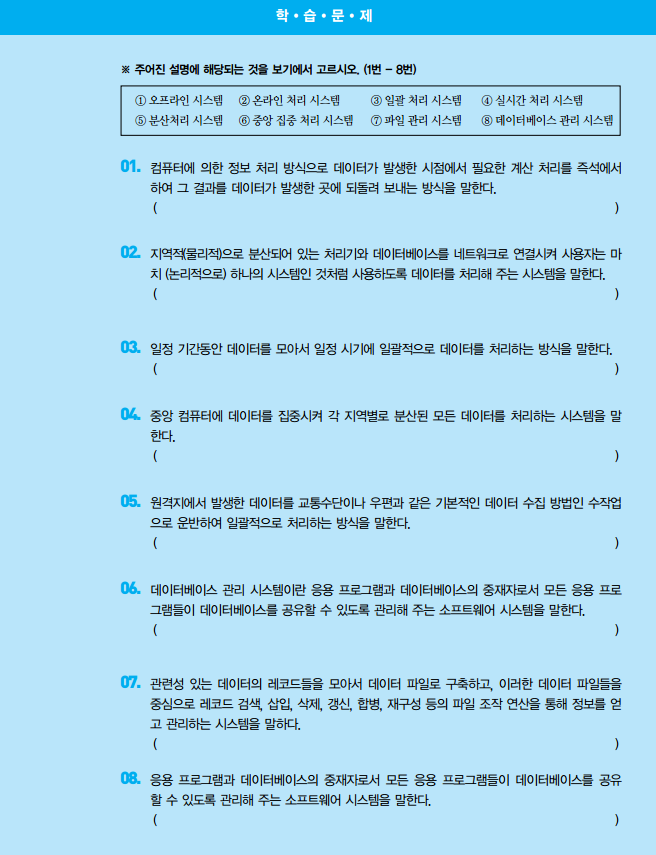 학•습•문•제
※ 주어진 설명에 해당되는 것을 보기에서 고르시오. (1번 – 8번)
① 오프라인 시스템 ② 온라인 처리 시스템 ③ 일괄 처리 시스템 ④ 실시간 처리 시스템
⑤ 분산처리 시스템 ⑥ 중앙 집중 처리 시스템 ⑦ 파일 관리 시스템 ⑧ 데이터베이스 관리 시스템
01. 컴퓨터에 의한 정보 처리 방식으로 데이터가 발생한 시점에서 필요한 계산 처리를 즉석에서
하여 그 결과를 데이터가 발생한 곳에 되돌려 보내는 방식을 말한다.
( )
02. 지역적(물리적)으로 분산되어 있는 처리기와 데이터베이스를 네트워크로 연결시켜 사용자는 마
치 (논리적으로) 하나의 시스템인 것처럼 사용하도록 데이터를 처리해 주는 시스템을 말한다.
( )
03. 일정 기간동안 데이터를 모아서 일정 시기에 일괄적으로 데이터를 처리하는 방식을 말한다.
( )
04. 중앙 컴퓨터에 데이터를 집중시켜 각 지역별로 분산된 모든 데이터를 처리하는 시스템을 말
한다.
( )
05. 원격지에서 발생한 데이터를 교통수단이나 우편과 같은 기본적인 데이터 수집 방법인 수작업
으로 운반하여 일괄적으로 처리하는 방식을 말한다.
( )
06. 데이터베이스 관리 시스템이란 응용 프로그램과 데이터베이스의 중재자로서 모든 응용 프로
그램들이 데이터베이스를 공유할 수 있도록 관리해 주는 소프트웨어 시스템을 말한다.
( )
07. 관련성 있는 데이터의 레코드들을 모아서 데이터 파일로 구축하고, 이러한 데이터 파일들을
중심으로 레코드 검색, 삽입, 삭제, 갱신, 합병, 재구성 등의 파일 조작 연산을 통해 정보를 얻
고 관리하는 시스템을 말하다.
( )
08. 응용 프로그램과 데이터베이스의 중재자로서 모든 응용 프로그램들이 데이터베이스를 공유
할 수 있도록 관리해 주는 소프트웨어 시스템을 말한다.
( )